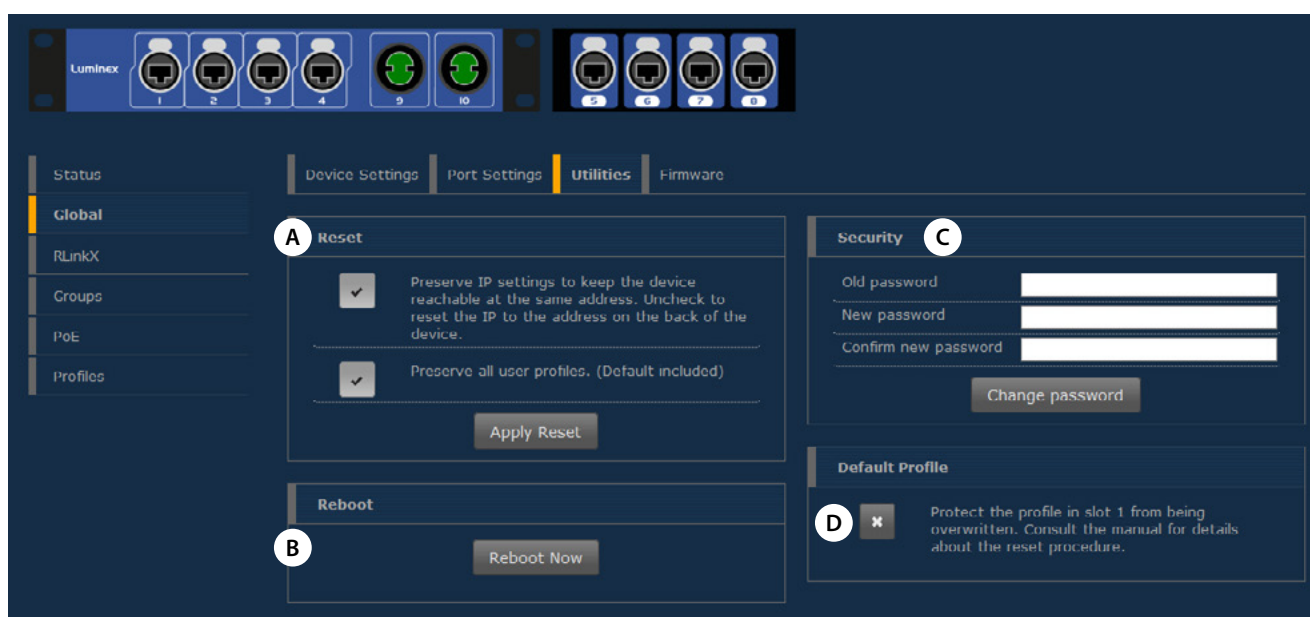 Luminex
1
2
3
4
9
10
5
6
7
8
Status
Global
RLinkX
Groups
PoE
Profiles
Device Settings
Port Settings
Utilities
Firmware
A
Reset
Preserve IP settings to keep the device
reachable at the same address. Uncheck to
reset the IP to the address on the back of the
device.
Preserve all user profiles. (Default included)
Apply Reset
B
Reboot
Reboot Now
Security
C
Old password
New password
Confirm new password
Change password
Default Profile
D
Protect the profile in slot 1 from being
overwritten. Consult the manual for details
about the reset procedure.